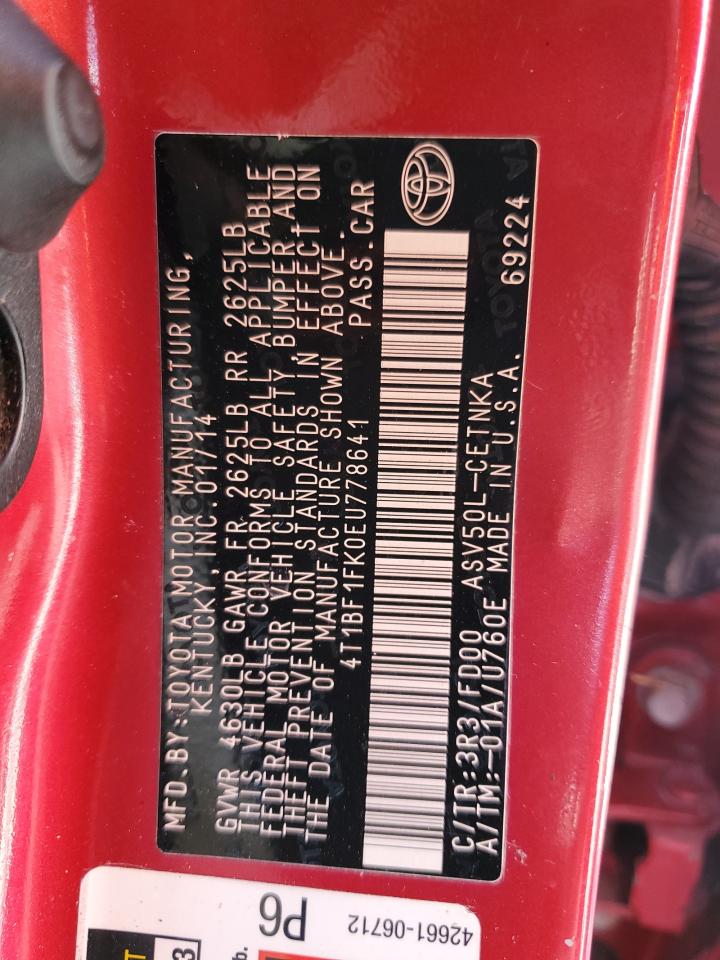 MFD.BY:TOYOTA MOTOR MANUFACTURING,
KENTUCKY,INC.01/14
GVWR 4630LB GAWR FR 2625LB RR 2625LB
THIS VEHICLE CONFORMS TO ALL APPLICABLE
FEDERAL MOTOR VEHICLE SAFETY,BUMPER,AND
THEFT PREVENTION STANDARDS IN EFFECT ON
THE DATE OF MANUFACTURE SHOWN ABOVE.
4T1BF1FK0EU778641 PASS.CAR
C/TR:3R3/FD00 ASV50L-CETNKA
A/TM:-01A/U760E MADE IN U.S.A. 69224
P6
42661-06712